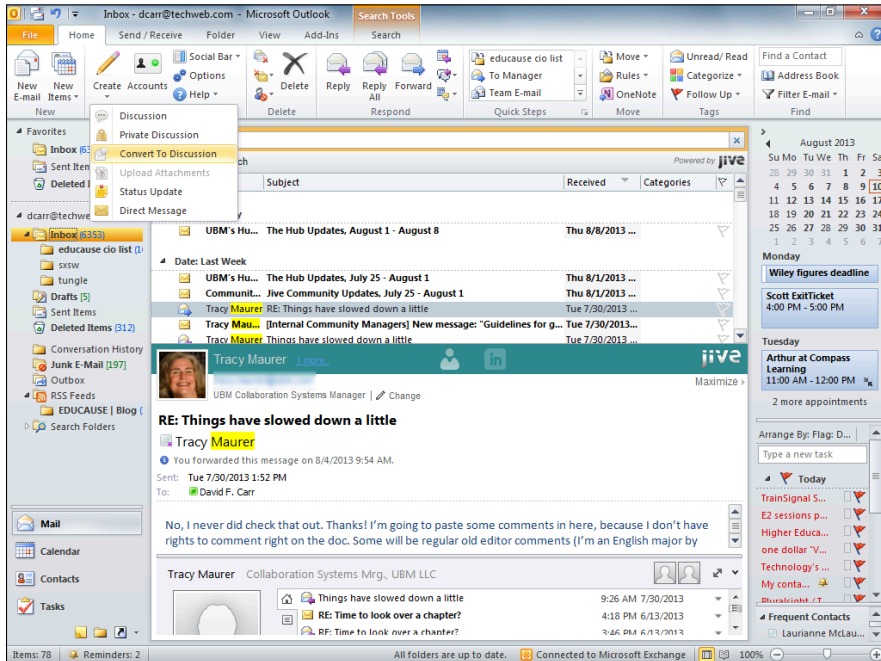 Inbox - dcarr@techweb.com - Microsoft Outlook
Search Tools
File Home Send / Receive Folder View Add-Ins Search
New E-mail
New Items
New
Create
Accounts
Social Bar
Options
Help
Delete
Delete
Reply
Reply All
Forward
Respond
educause cio list
To Manager
Team E-mail
Quick Steps
Move
Rules
OneNote
Move
Unread/ Read
Categorize
Follow Up
Tags
Find a Contact
Address Book
Filter E-mail
Find
Discussion
Private Discussion
Convert To Discussion
Upload Attachments
Status Update
Direct Message
Favorites
Inbox (63
Sent Iten
Deleted I
dcarr@techwe
Inbox (6353)
educause cio list (1
sxsw
tungle
Drafts [5]
Sent Items
Deleted Items (312)
Conversation History
Junk E-Mail [197]
Outbox
RSS Feeds
EDUCAUSE | Blog (
Search Folders
Mail
Calendar
Contacts
Tasks
ch
Powered by jive
Subject Received Categories
y
UBM's Hu... The Hub Updates, August 1 - August 8 Thu 8/8/2013 ...
Date: Last Week
UBM's Hu... The Hub Updates, July 25 - August 1 Thu 8/1/2013 ...
Communit... Jive Community Updates, July 25 - August 1 Thu 8/1/2013 ...
Tracy Maurer RE: Things have slowed down a little Tue 7/30/2013 ...
Tracy Mau... [Internal Community Managers] New message: "Guidelines for g... Tue 7/30/2013...
Tracy Maurer Things have slowed down a little Tue 7/30/2013 ...
Tracy Maurer 1 more..
in
jive
UBM Collaboration Systems Manager | Change
Maximize
RE: Things have slowed down a little
Tracy Maurer
You forwarded this message on 8/4/2013 9:54 AM.
Sent: Tue 7/30/2013 1:52 PM
To: David F. Carr
No, I never did check that out. Thanks! I'm going to paste some comments in here, because I don't have
rights to comment right on the doc. Some will be regular old editor comments (I'm an English major by
Tracy Maurer Collaboration Systems Mrg., UBM LLC
Things have slowed down a little 9:26 AM 7/30/2013
RE: Time to look over a chapter? 4:18 PM 6/13/2013
RE: Time to look over a chapter? 3:46 PM 6/13/2013
August 2013
Su Mo Tu We Th Fr Sa
28 29 30 31 1 2 3
4 5 6 7 8 9 10
11 12 13 14 15 16 17
18 19 20 21 22 23 24
25 26 27 28 29 30 31
1 2 3 4 5 6 7
Monday
Wiley figures deadline
Scott ExitTicket
4:00 PM - 5:00 PM
Tuesday
Arthur at Compass
Learning
11:00 AM - 12:00 PM
2 more appointments
Arrange By: Flag: D...
Type a new task
Today
TrainSignal S...
E2 sessions p...
Higher Educa...
one dollar "V...
Technology's ...
My conta...
Pluralsight / T
Frequent Contacts
Laurianne McLau...
Items: 78 Reminders: 2 All folders are up to date. Connected to Microsoft Exchange 100%